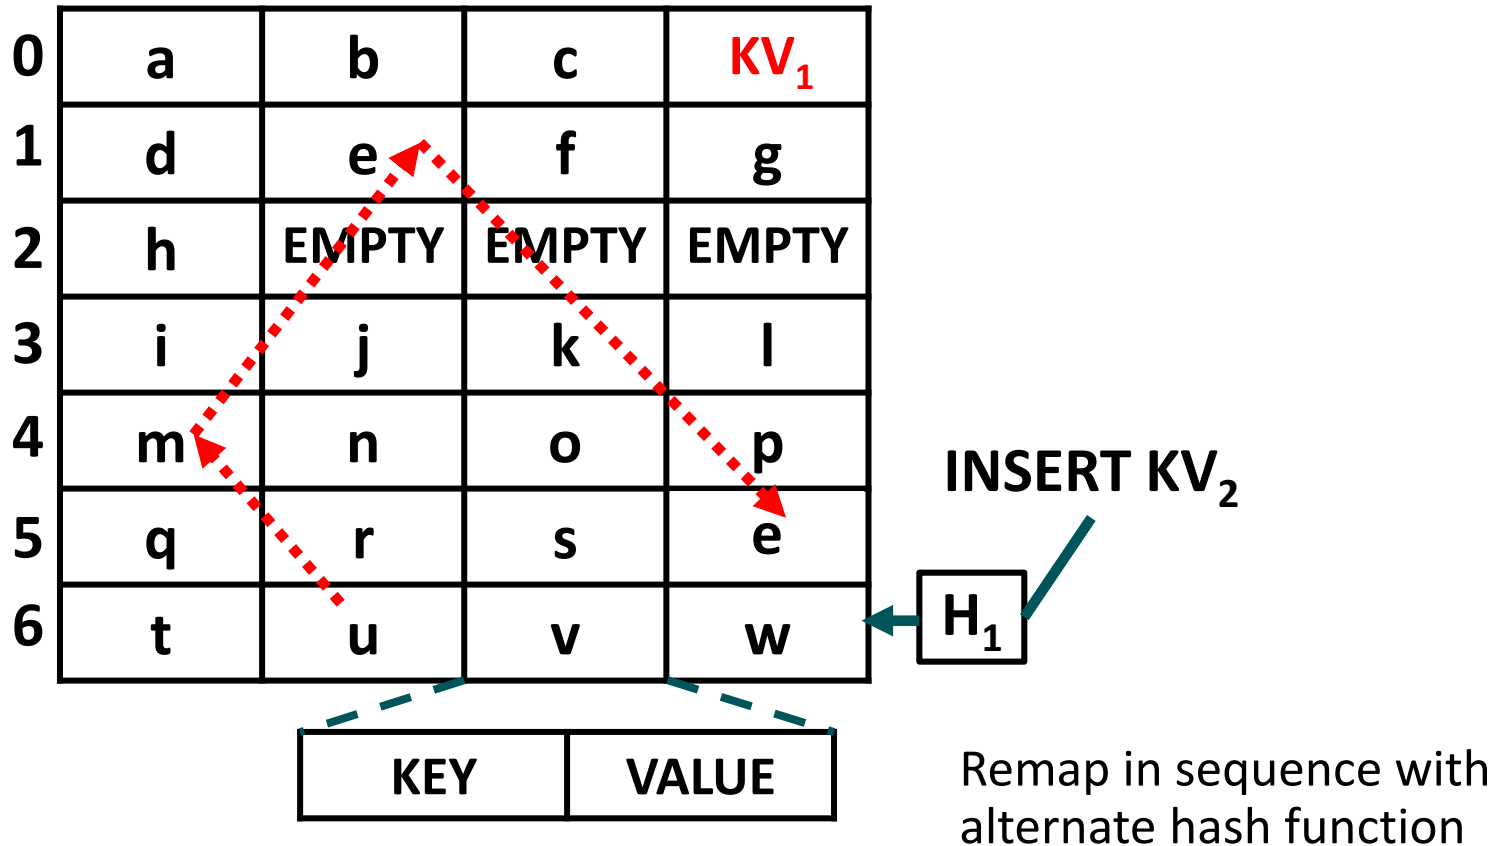 0 a b c KV₁
1 d e f g
2 h EMPTY EMPTY EMPTY
3 i j k l
4 m n o p
5 q r s e
6 t u v w
INSERT KV₂
H₁
KEY VALUE
Remap in sequence with
alternate hash function